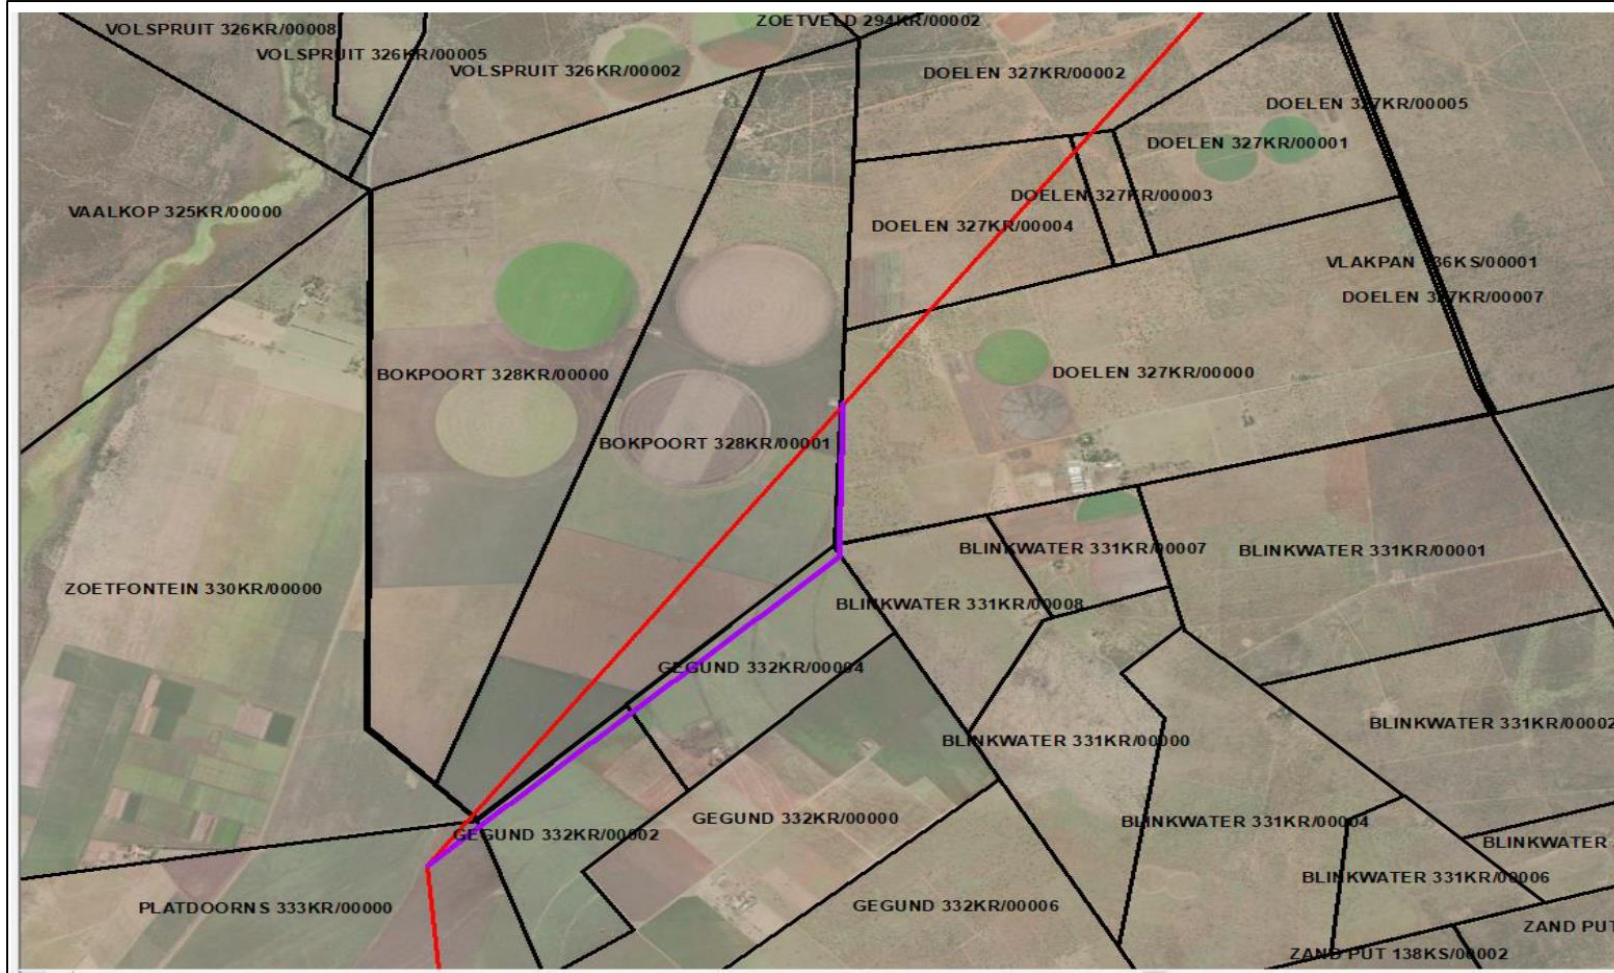 ZOETVELD 294KR/00002
VOLSPRUIT 326KR/00008
VOLSPRUIT 326KR/00005
VOLSPRUIT 326KR/00002
DOELEN 327KR/00002
DOELEN 327KR/00005
DOELEN 327KR/00001
DOELEN 327KR/00003
VAALKOP 325KR/00000
DOELEN 327KR/00004
VLAKPAN 136KS/00001
DOELEN 327KR/00007
BOKPOORT 328KR/00000
DOELEN 327KR/00000
BOKPOORT 328KR/00001
BLINKWATER 331KR/00007
BLINKWATER 331KR/00001
ZOETFONTEIN 330KR/00000
BLINKWATER 331KR/00008
GEGUND 332KR/00004
BLINKWATER 331KR/00002
BLINKWATER 331KR/00000
GEGUND 332KR/00000
BLINKWATER 331KR/00004
GEGUND 332KR/00002
BLINKWATER
BLINKWATER 331KR/00006
PLATDOORNS 333KR/00000
GEGUND 332KR/00006
ZAND PUT
ZAND PUT 138KS/00002